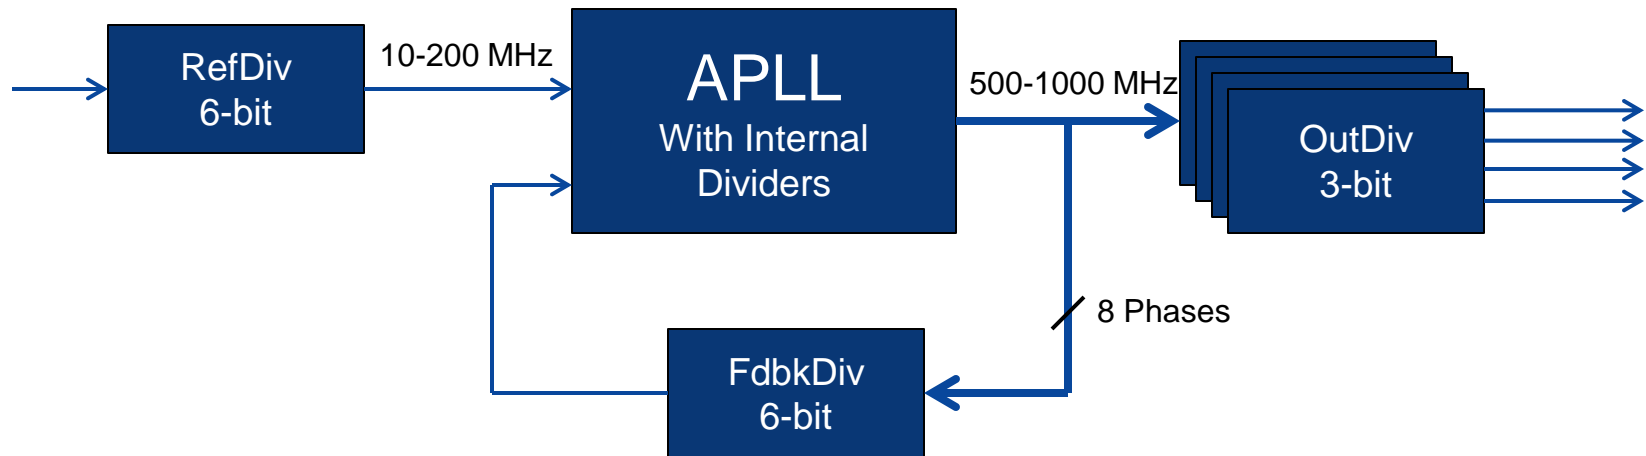 RefDiv
6-bit
10-200 MHz
APLL
With Internal
Dividers
500-1000 MHz
OutDiv
3-bit
8 Phases
FdbkDiv
6-bit